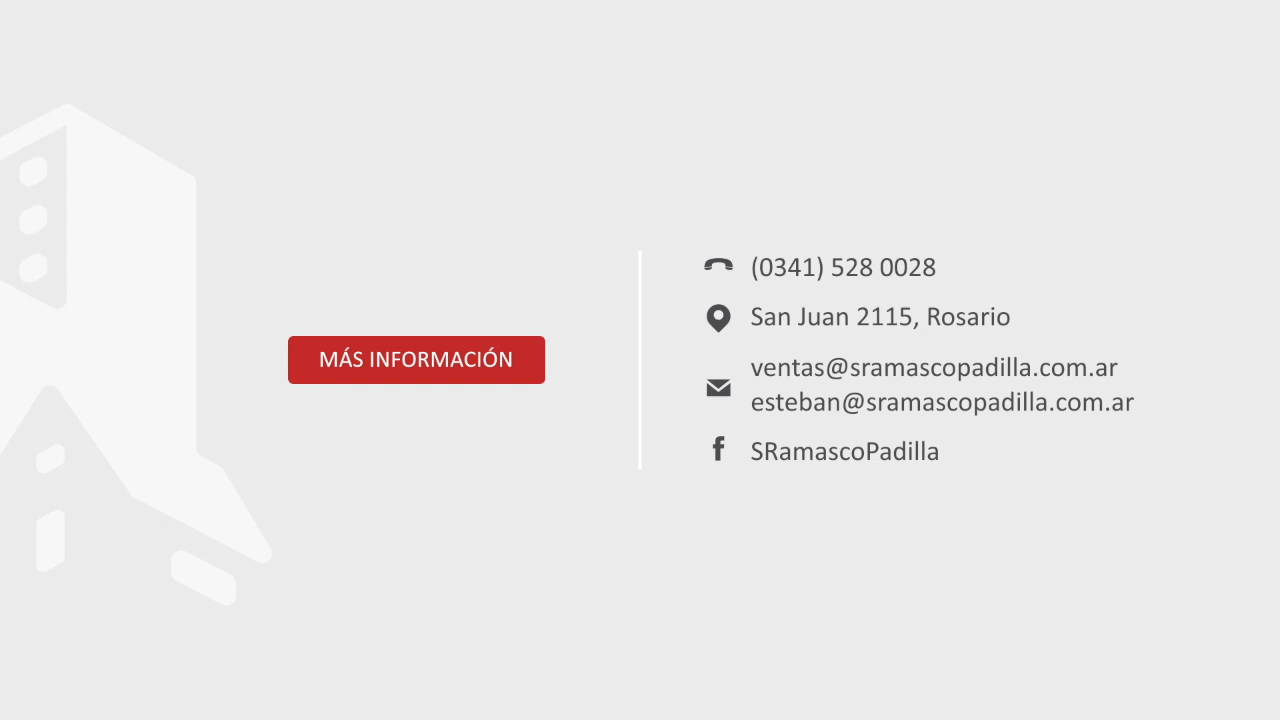 MÁS INFORMACIÓN
(0341) 528 0028
San Juan 2115, Rosario
ventas@sramascopadilla.com.ar
esteban@sramascopadilla.com.ar
SRamascoPadilla